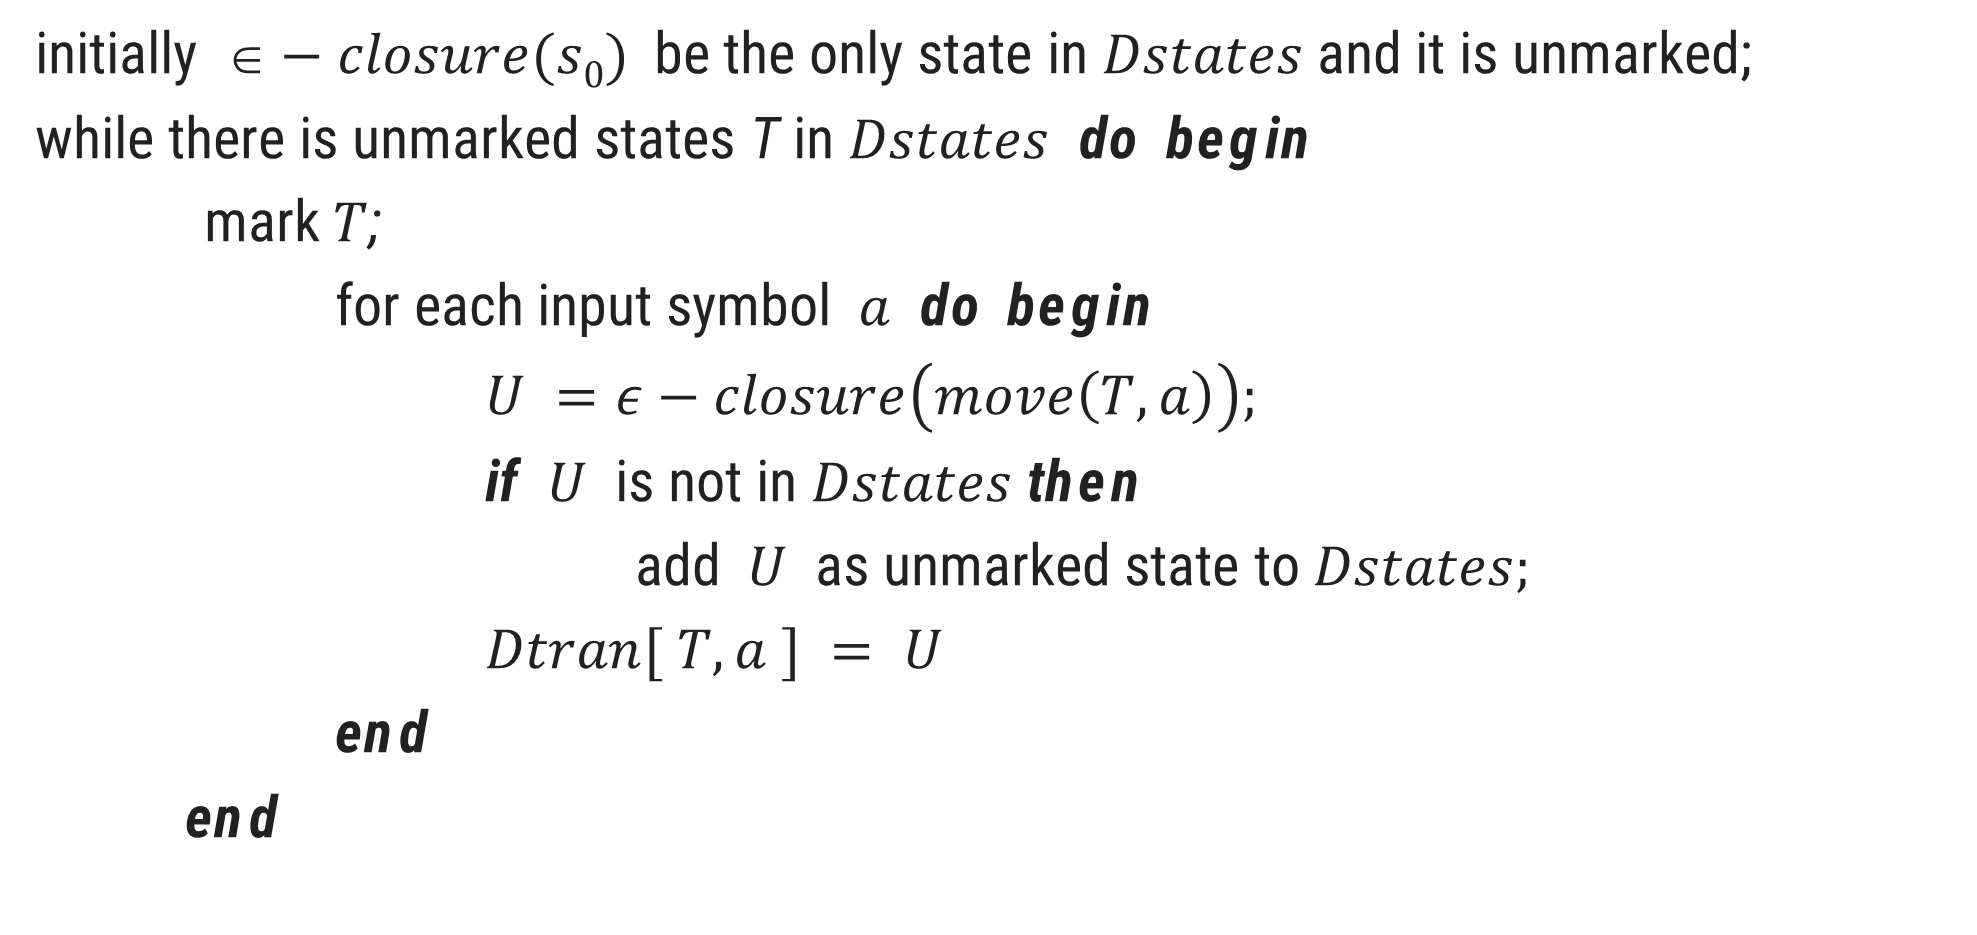 initially ∈ − closure(s₀) be the only state in Dstates and it is unmarked;
while there is unmarked states T in Dstates do begin
mark T;
for each input symbol a do begin
U = ϵ − closure(move(T, a));
if U is not in Dstates then
add U as unmarked state to Dstates;
Dtran[ T, a ] = U
end
end